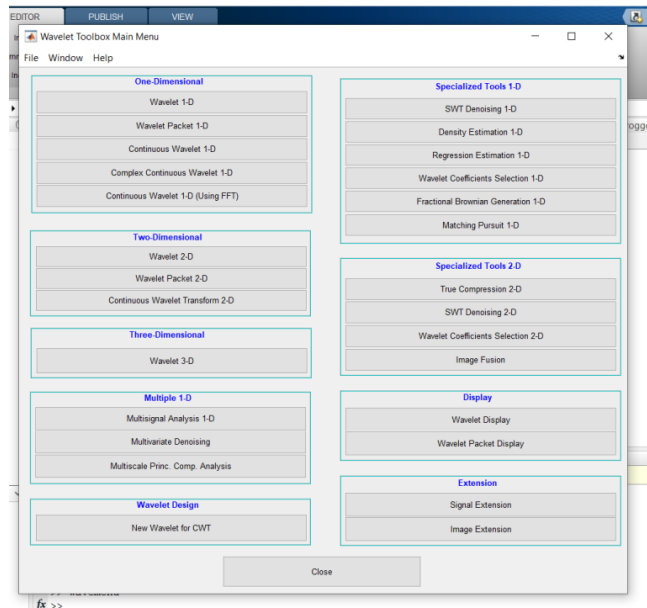 EDITOR PUBLISH VIEW
Wavelet Toolbox Main Menu
File Window Help
One-Dimensional
Wavelet 1-D
Wavelet Packet 1-D
Continuous Wavelet 1-D
Complex Continuous Wavelet 1-D
Continuous Wavelet 1-D (Using FFT)
Two-Dimensional
Wavelet 2-D
Wavelet Packet 2-D
Continuous Wavelet Transform 2-D
Three-Dimensional
Wavelet 3-D
Multiple 1-D
Multisignal Analysis 1-D
Multivariate Denoising
Multiscale Princ. Comp. Analysis
Wavelet Design
New Wavelet for CWT
Specialized Tools 1-D
SWT Denoising 1-D
Density Estimation 1-D
Regression Estimation 1-D
Wavelet Coefficients Selection 1-D
Fractional Brownian Generation 1-D
Matching Pursuit 1-D
Specialized Tools 2-D
True Compression 2-D
SWT Denoising 2-D
Wavelet Coefficients Selection 2-D
Image Fusion
Display
Wavelet Display
Wavelet Packet Display
Extension
Signal Extension
Image Extension
Close
fx >>